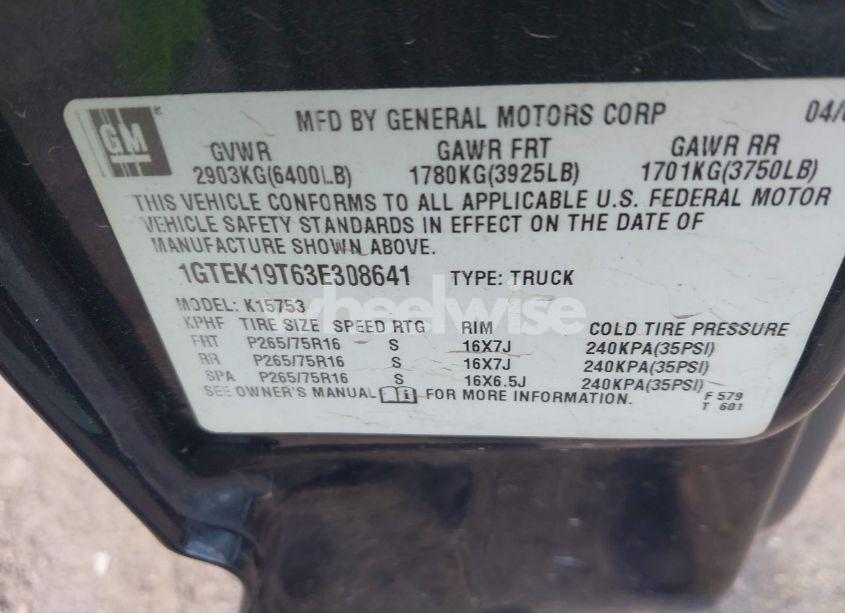 GM ®
MFD BY GENERAL MOTORS CORP 04/
GVWR GAWR FRT GAWR RR
2903KG(6400LB) 1780KG(3925LB) 1701KG(3750LB)
THIS VEHICLE CONFORMS TO ALL APPLICABLE U.S. FEDERAL MOTOR
VEHICLE SAFETY STANDARDS IN EFFECT ON THE DATE OF
MANUFACTURE SHOWN ABOVE.
1GTEK19T63E308641 TYPE: TRUCK
MODEL: K15753
wheelwise
KPHF TIRE SIZE SPEED RTG RIM COLD TIRE PRESSURE
FRT P265/75R16 S 16X7J 240KPA(35PSI)
RR P265/75R16 S 16X7J 240KPA(35PSI)
SPA P265/75R16 S 16X6.5J 240KPA(35PSI)
SEE OWNER'S MANUAL FOR MORE INFORMATION.
F 579
T 601